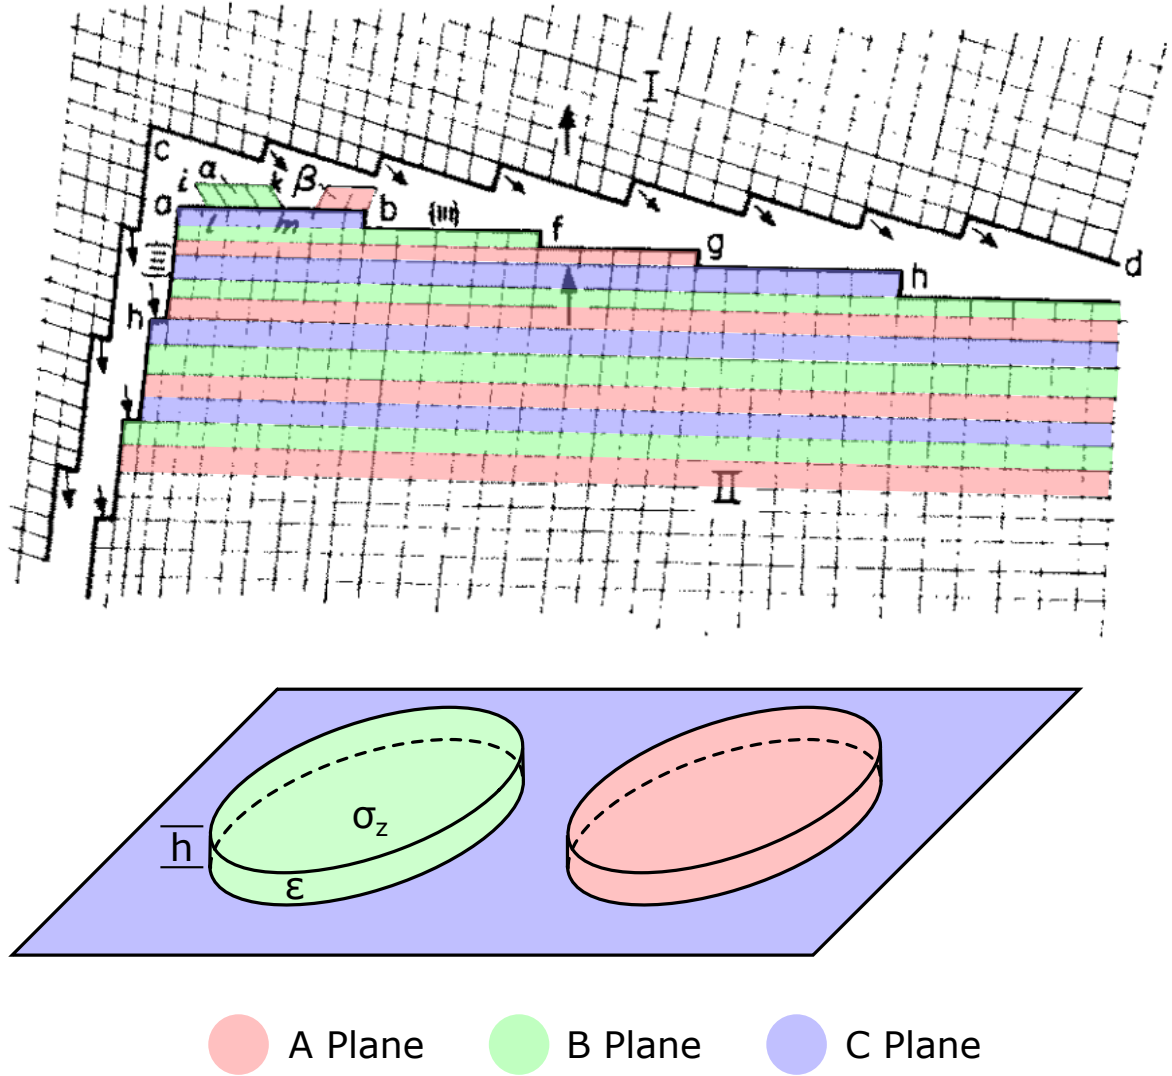 I
c
i α k β
a b (III) f
l m g
h d
h
II
σz
h
ε
A Plane B Plane C Plane